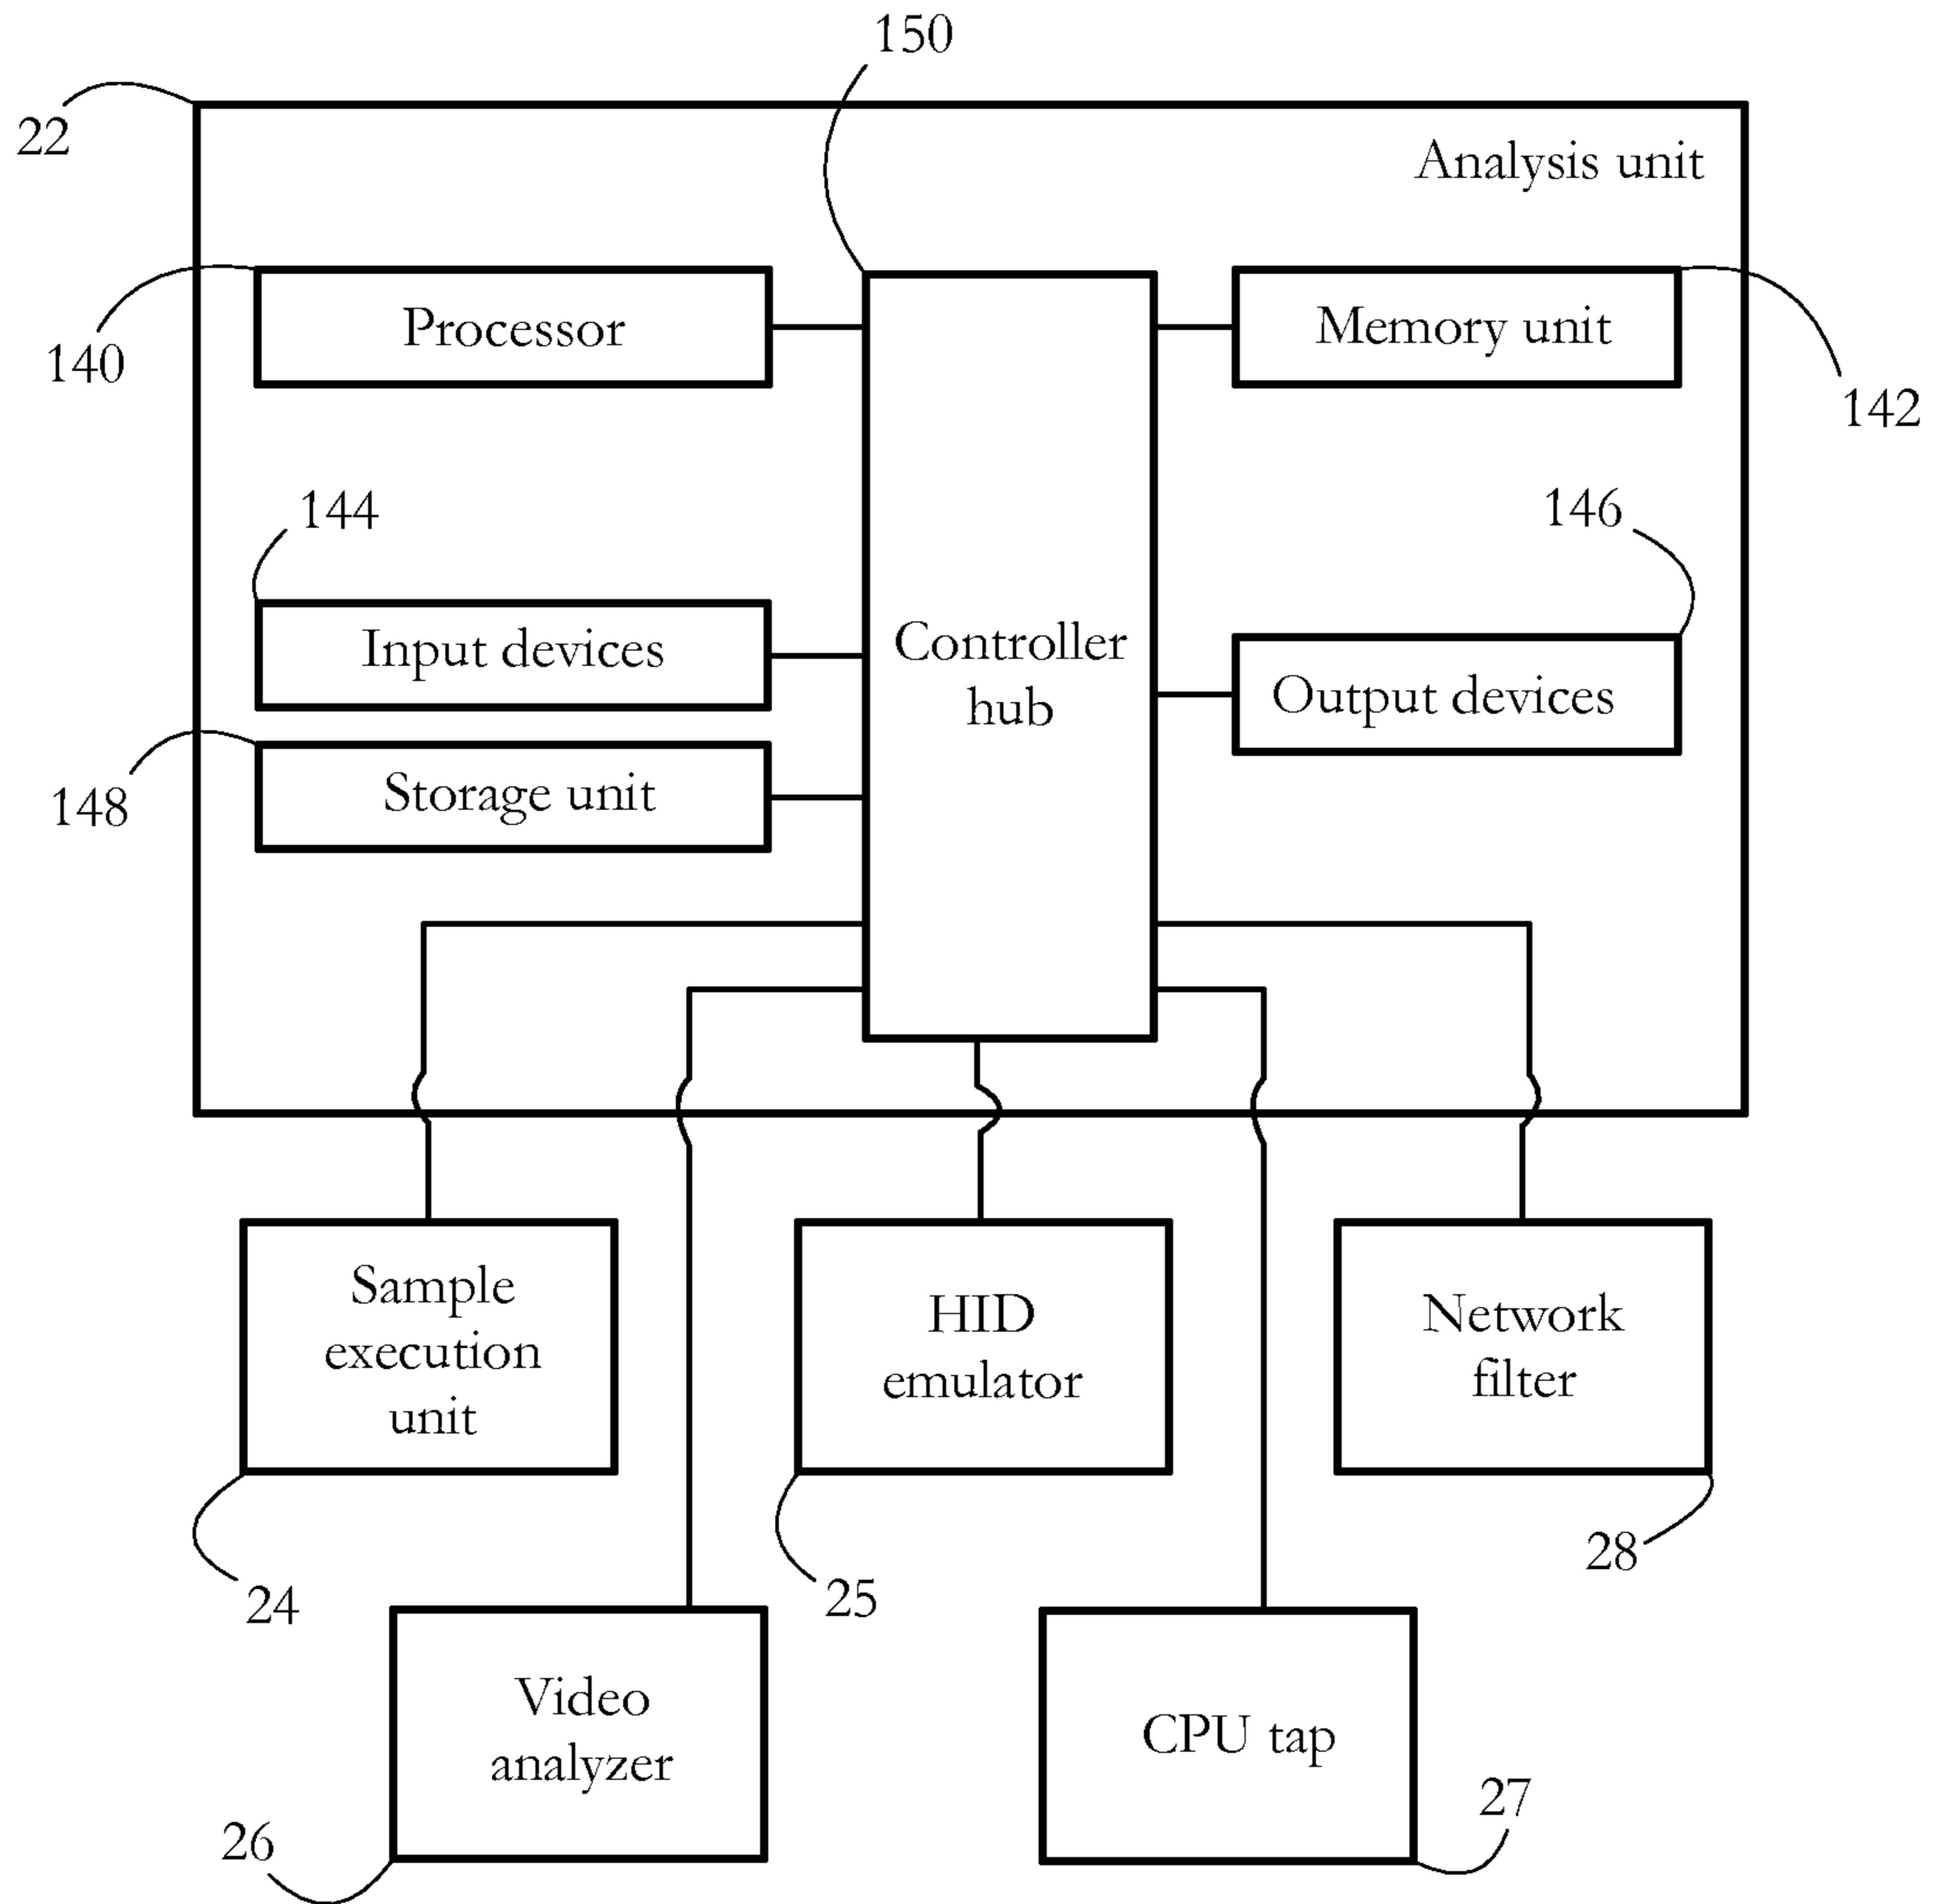 150
22
Analysis unit
140
Processor
Memory unit
142
144
146
Input devices
Controller
hub
Output devices
148
Storage unit
Sample
execution
unit
HID
emulator
Network
filter
24
25
28
Video
analyzer
CPU tap
26
27